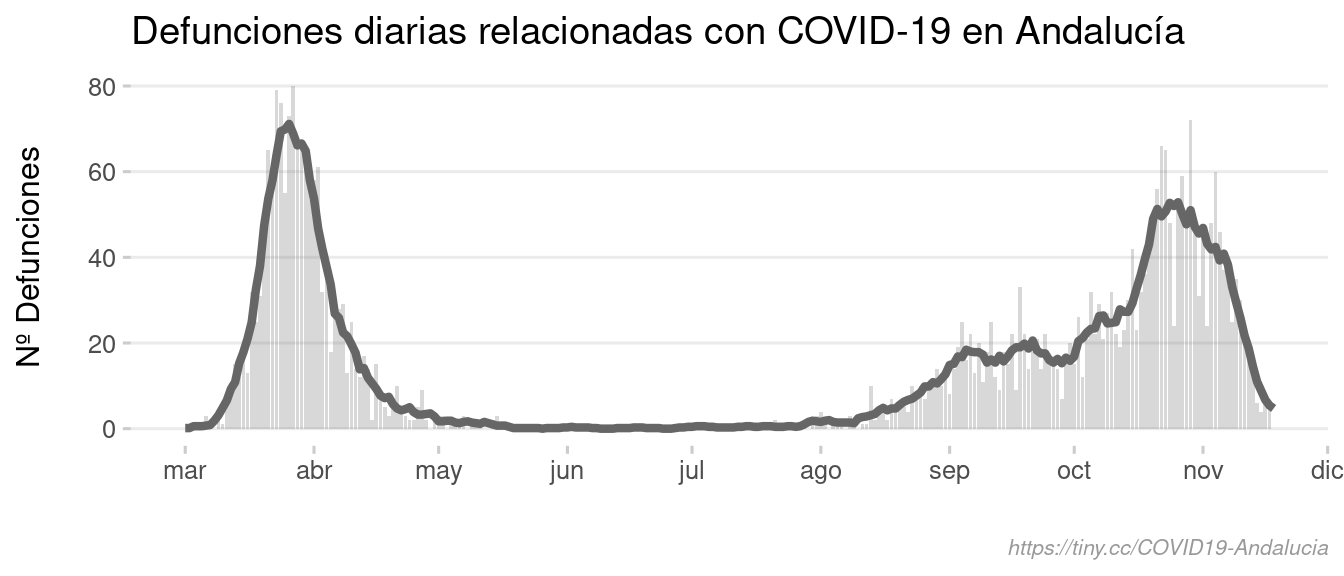 Defunciones diarias relacionadas con COVID-19 en Andalucía
Nº Defunciones
80
60
40
20
0
mar abr may jun jul ago sep oct nov dic
https://tiny.cc/COVID19-Andalucia